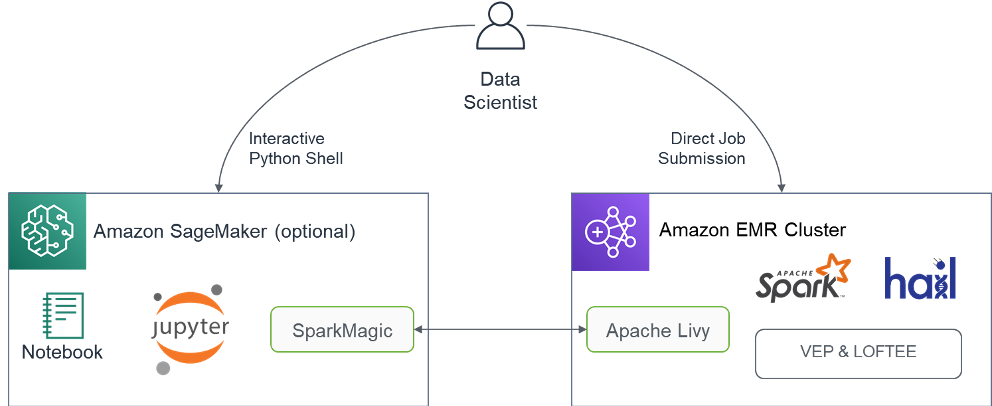 Data
Scientist
Interactive
Python Shell
Direct Job
Submission
Amazon SageMaker (optional)
Notebook
jupyter
SparkMagic
Amazon EMR Cluster
APACHE
Spark™
hail
Apache Livy
VEP & LOFTEE